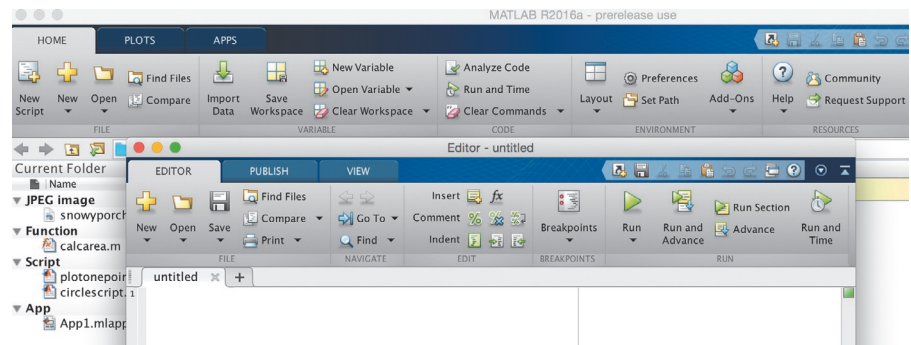 MATLAB R2016a - prerelease use
HOME PLOTS APPS
New Script
New
Open
Find Files
Compare
FILE
Import Data
Save Workspace
New Variable
Open Variable
Clear Workspace
VARIABLE
Analyze Code
Run and Time
Clear Commands
CODE
Layout
Preferences
Set Path
Add-Ons
ENVIRONMENT
Help
Community
Request Support
RESOURCES
Current Folder
Name
JPEG image
snowyporch
Function
calcarea.m
Script
plotonepoin
circlescript.
App
App1.mlapp
Editor - untitled
EDITOR PUBLISH VIEW
New
Open
Save
Find Files
Compare
Print
FILE
Go To
Find
NAVIGATE
Insert fx
Comment % %
Indent
EDIT
Breakpoints
BREAKPOINTS
Run
Run and Advance
Run Section
Advance
Run and Time
RUN
untitled × +
1